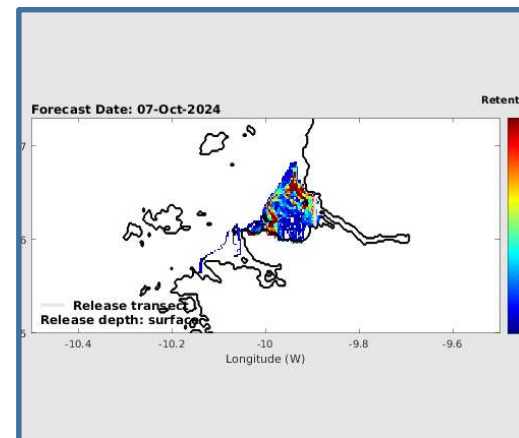 Forecast Date: 07-Oct-2024
Retent
7
6
5
Release transect
Release depth: surface
-10.4
-10.2
-10
-9.8
-9.6
Longitude (W)